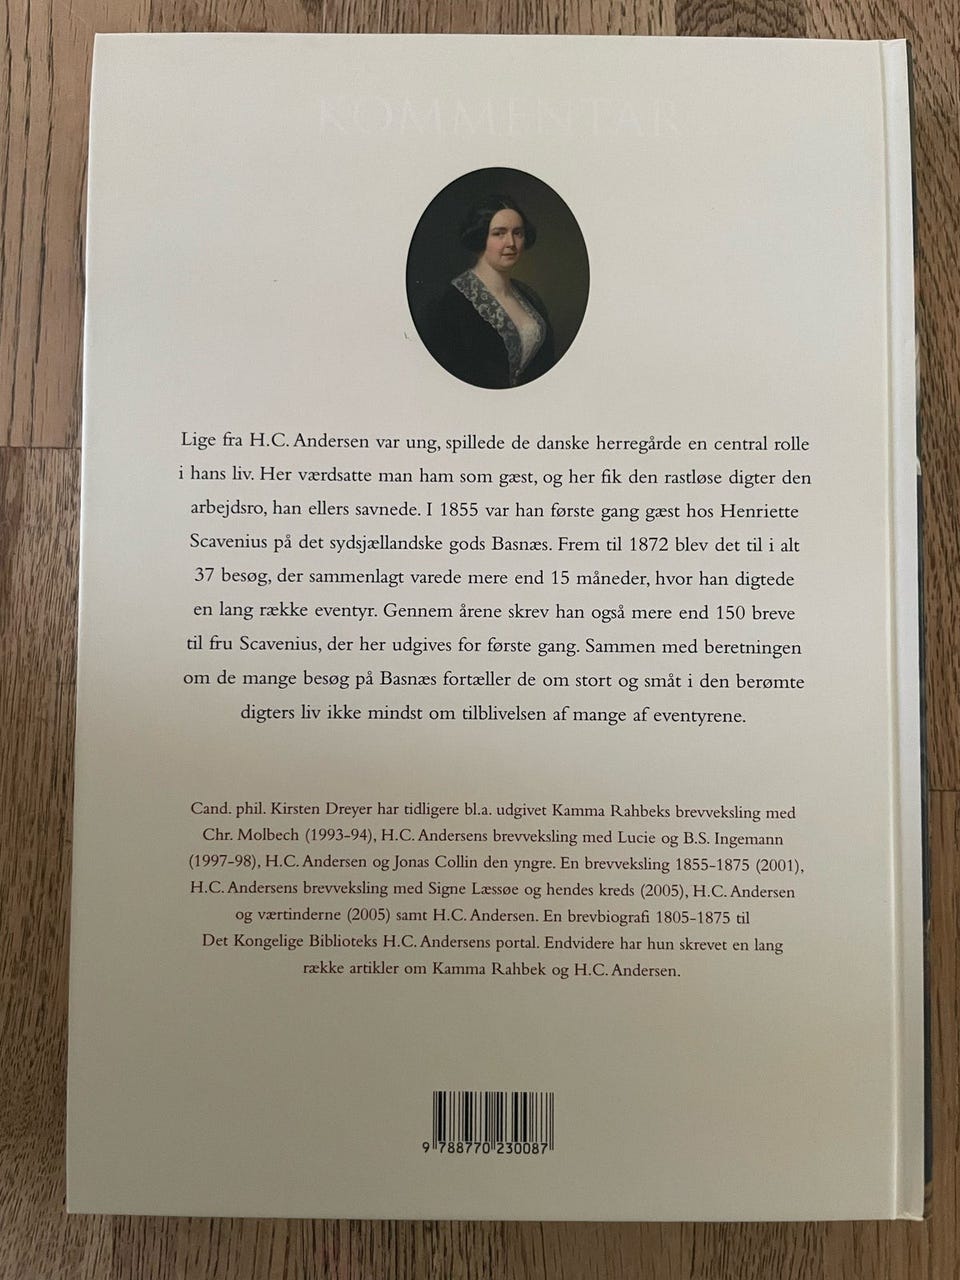 KOMMENTAR
Lige fra H.C. Andersen var ung, spillede de danske herregårde en central rolle
i hans liv. Her værdsatte man ham som gæst, og her fik den rastløse digter den
arbejdsro, han ellers savnede. I 1855 var han første gang gæst hos Henriette
Scavenius på det sydsjællandske gods Basnæs. Frem til 1872 blev det til i alt
37 besøg, der sammenlagt varede mere end 15 måneder, hvor han digtede
en lang række eventyr. Gennem årene skrev han også mere end 150 breve
til fru Scavenius, der her udgives for første gang. Sammen med beretningen
om de mange besøg på Basnæs fortæller de om stort og småt i den berømte
digters liv ikke mindst om tilblivelsen af mange af eventyrene.
Cand. phil. Kirsten Dreyer har tidligere bl.a. udgivet Kamma Rahbeks brevveksling med
Chr. Molbech (1993-94), H.C. Andersens brevveksling med Lucie og B.S. Ingemann
(1997-98), H.C. Andersen og Jonas Collin den yngre. En brevveksling 1855-1875 (2001),
H.C. Andersens brevveksling med Signe Læssøe og hendes kreds (2005), H.C. Andersen
og værtinderne (2005) samt H.C. Andersen. En brevbiografi 1805-1875 til
Det Kongelige Biblioteks H.C. Andersens portal. Endvidere har hun skrevet en lang
række artikler om Kamma Rahbek og H.C. Andersen.
9 788770 230087